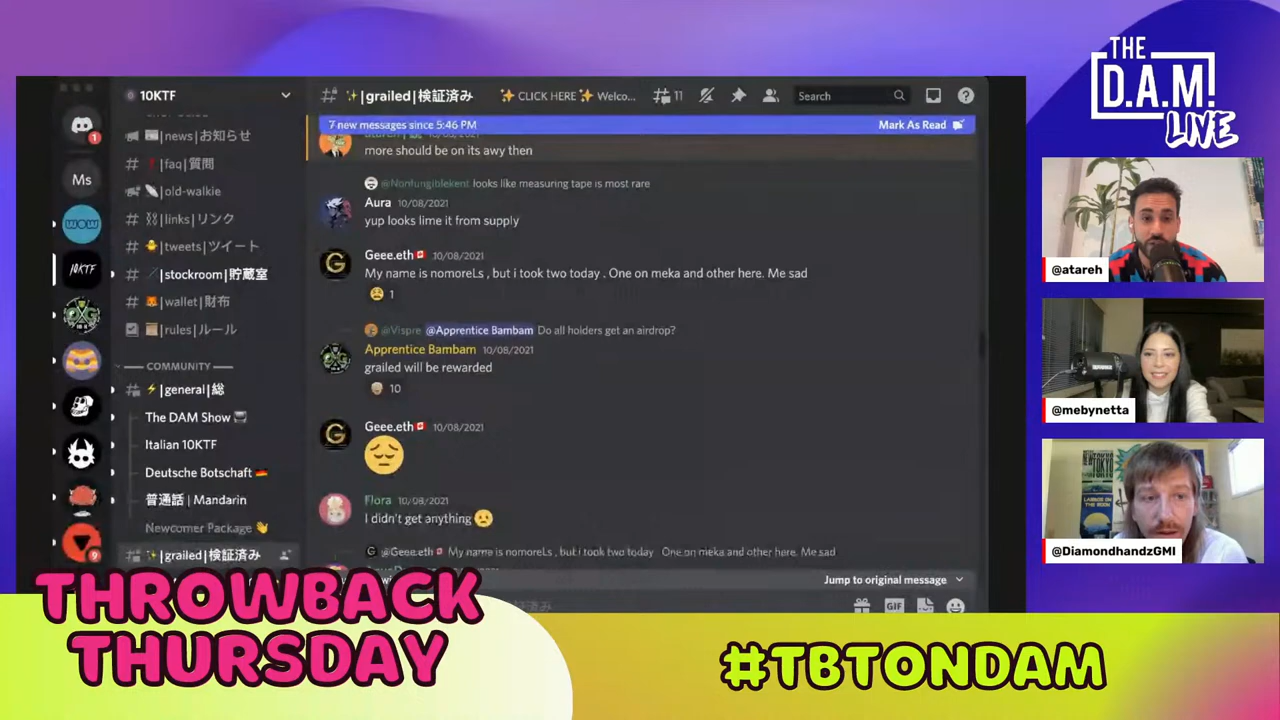 THE
D.A.M!
LIVE
10KTF
|grailed|検証済み
CLICK HERE
Welco...
11
Search
7 new messages since 5:46 PM
Mark As Read
1
Ms
WOW
10KTF
9
|news|お知らせ
|faq|質問
|old-walkie
|links|リンク
|tweets|ツイート
|stockroom|貯蔵室
|wallet|財布
|rules|ルール
COMMUNITY
|general|総
The DAM Show
Italian 10KTF
Deutsche Botschaft
普通話 | Mandarin
Newcomer Package
|grailed|検証済み
more should be on its awy then
@Nonfungiblekent looks like measuring tape is most rare
Aura 10/08/2021
yup looks lime it from supply
Geee.eth 10/08/2021
My name is nomoreLs , but i took two today . One on meka and other here. Me sad
1
@Vispre @Apprentice Bambam Do all holders get an airdrop?
Apprentice Bambam 10/08/2021
grailed will be rewarded
10
Geee.eth 10/08/2021
Flora 10/08/2021
I didn't get anything
@Geee.eth My name is nomoreLs , but i took two today . One on meka and other here. Me sad
Jump to original message
GIF
@atareh
@mebynetta
@DiamondhandzGMI
THROWBACK
THURSDAY
#TBTONDAM